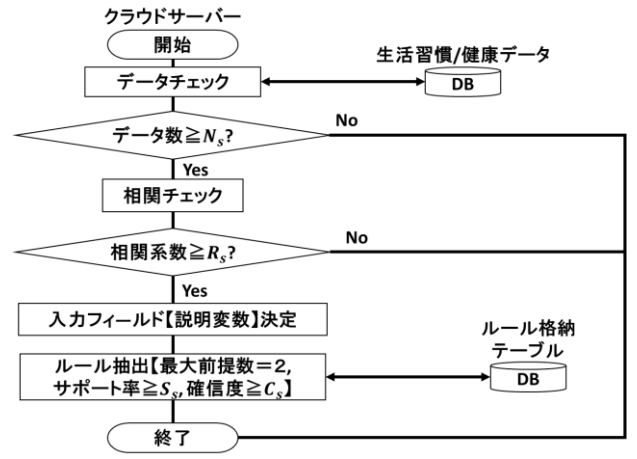 クラウドサーバー
開始
データチェック
生活習慣/健康データ
DB
データ数≧Ns?
No
Yes
相関チェック
相関係数≧Rs?
No
Yes
入力フィールド【説明変数】決定
ルール格納
テーブル
DB
ルール抽出【最大前提数=2,
サポート率≧Ss, 確信度≧Cs】
終了